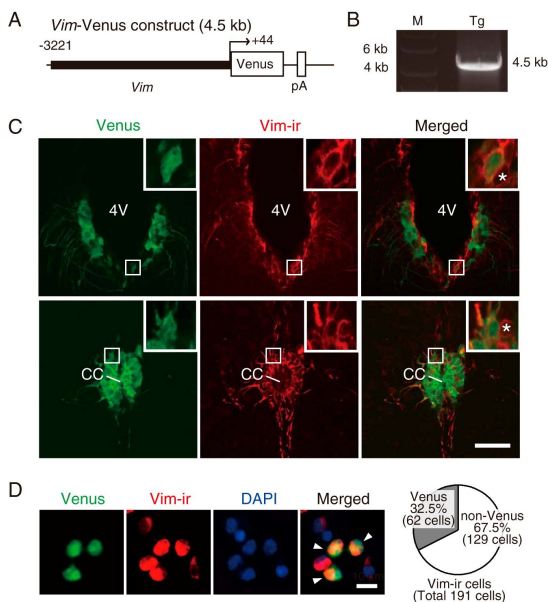 A
Vim-Venus construct (4.5 kb)
-3221
+44
Venus
Vim
pA
B
M Tg
6 kb
4 kb
4.5 kb
C
Venus Vim-ir Merged
4V 4V 4V
*
CC CC CC
*
D
Venus Vim-ir DAPI Merged
Venus
32.5%
(62 cells)
non-Venus
67.5%
(129 cells)
Vim-ir cells
(Total 191 cells)